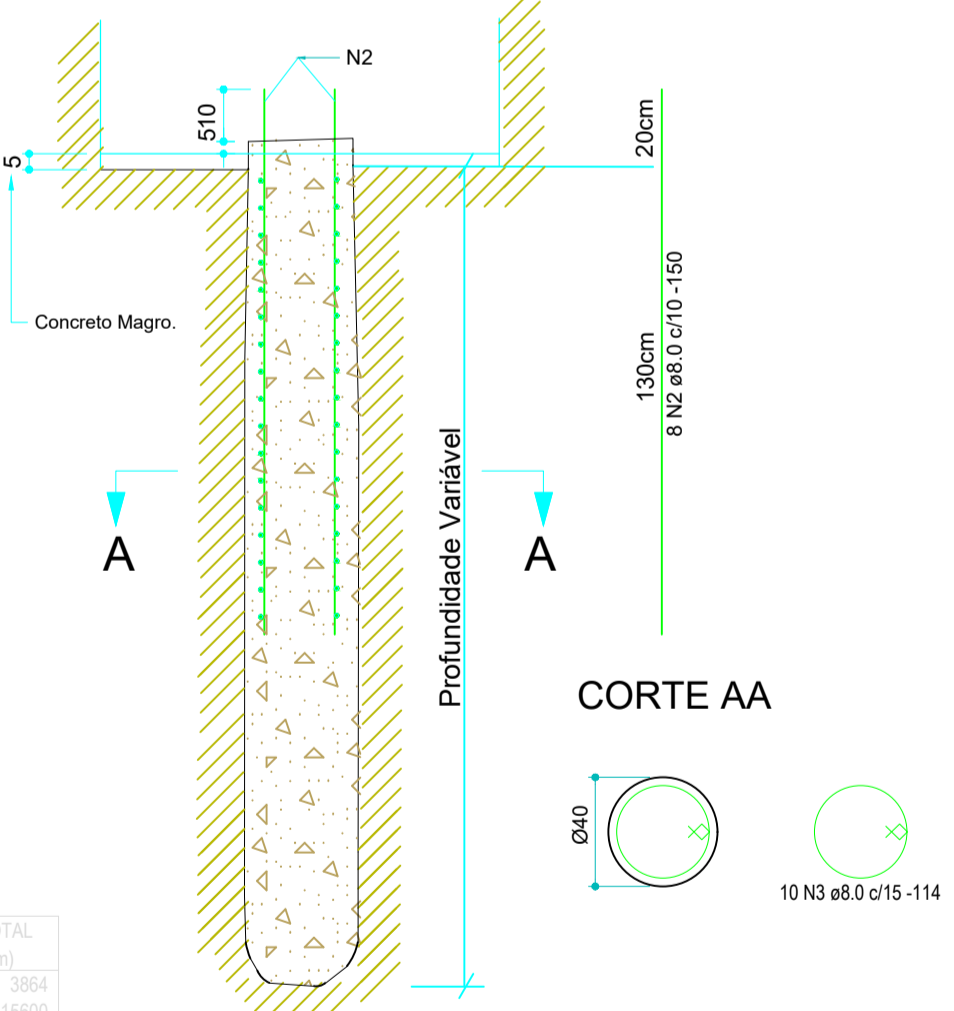 N2
510
5
Concreto Magro.
20cm
130cm
8 N2 ø8.0 c/10 -150
A
A
Profundidade Variável
CORTE AA
Ø40
10 N3 ø8.0 c/15 -114
3864
15600